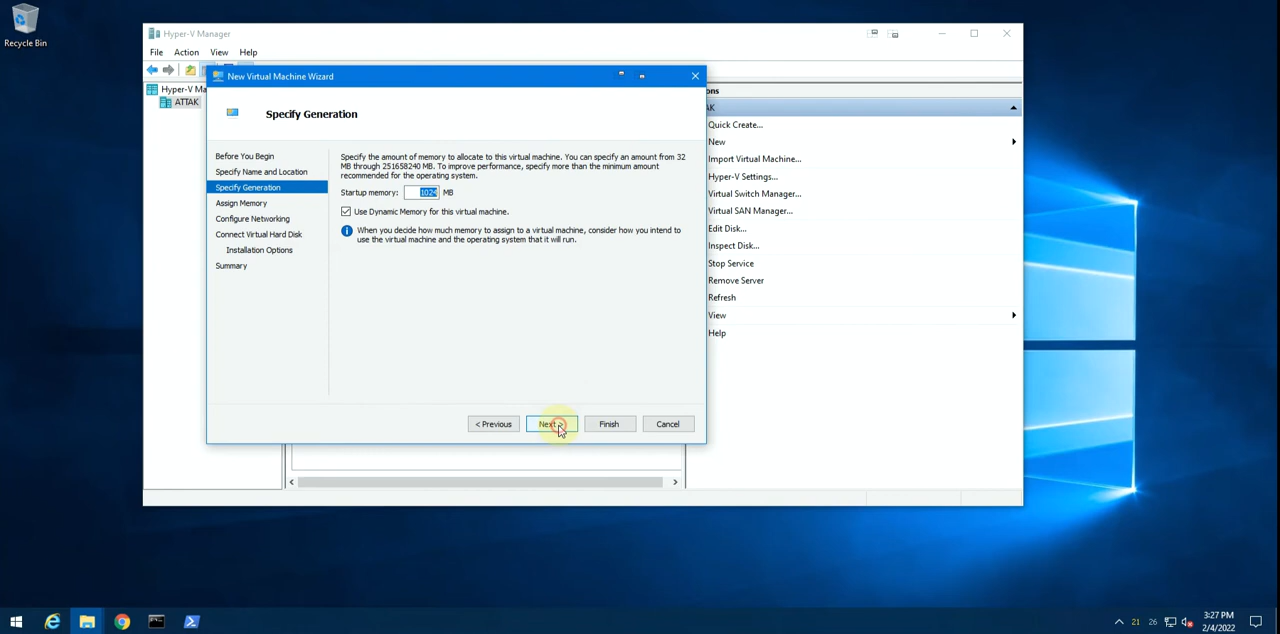 Recycle Bin
Hyper-V Manager
File Action View Help
Hyper-V Ma
ATTAK
New Virtual Machine Wizard
Specify Generation
Before You Begin
Specify Name and Location
Specify Generation
Assign Memory
Configure Networking
Connect Virtual Hard Disk
Installation Options
Summary
Specify the amount of memory to allocate to this virtual machine. You can specify an amount from 32
MB through 251658240 MB. To improve performance, specify more than the minimum amount
recommended for the operating system.
Startup memory: 1024 MB
Use Dynamic Memory for this virtual machine.
When you decide how much memory to assign to a virtual machine, consider how you intend to
use the virtual machine and the operating system that it will run.
< Previous Next > Finish Cancel
ons
AK
Quick Create...
New
Import Virtual Machine...
Hyper-V Settings...
Virtual Switch Manager...
Virtual SAN Manager...
Edit Disk...
Inspect Disk...
Stop Service
Remove Server
Refresh
View
Help
21 26
3:27 PM
2/4/2022